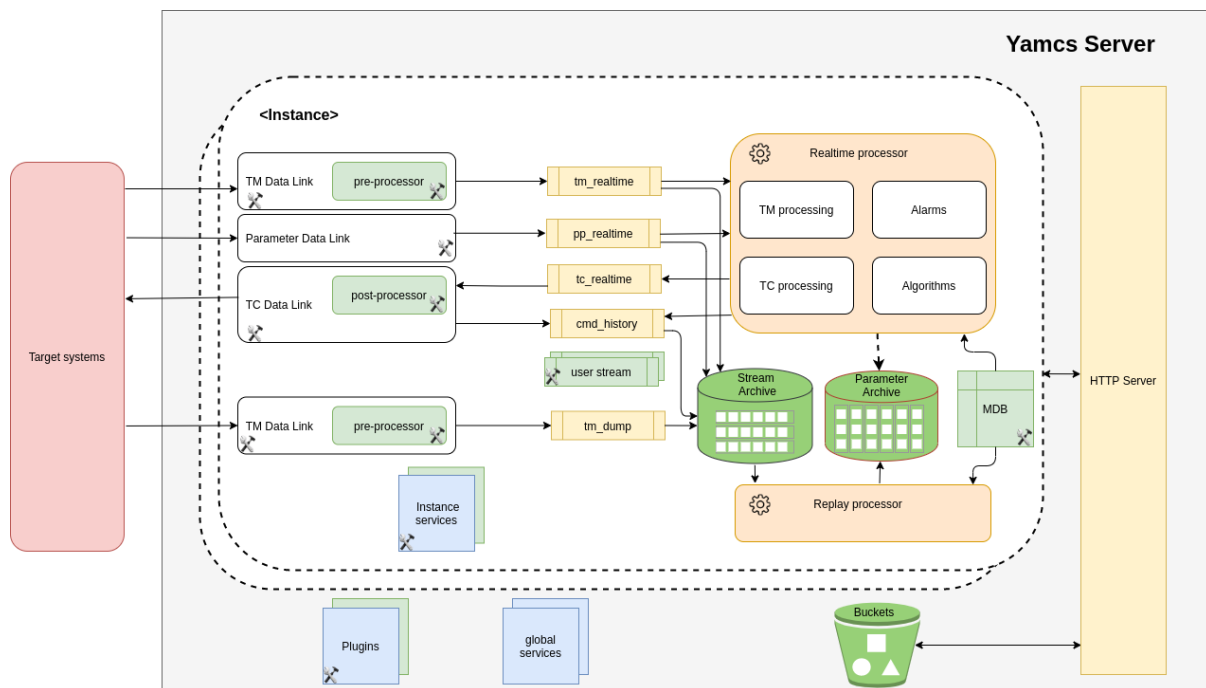 Yamcs Server
<Instance>
Target systems
TM Data Link
pre-processor
Parameter Data Link
TC Data Link
post-processor
TM Data Link
pre-processor
tm_realtime
pp_realtime
tc_realtime
cmd_history
user stream
tm_dump
Realtime processor
TM processing
Alarms
TC processing
Algorithms
Stream
Archive
Parameter
Archive
MDB
Replay processor
HTTP Server
Instance
services
Plugins
global
services
Buckets